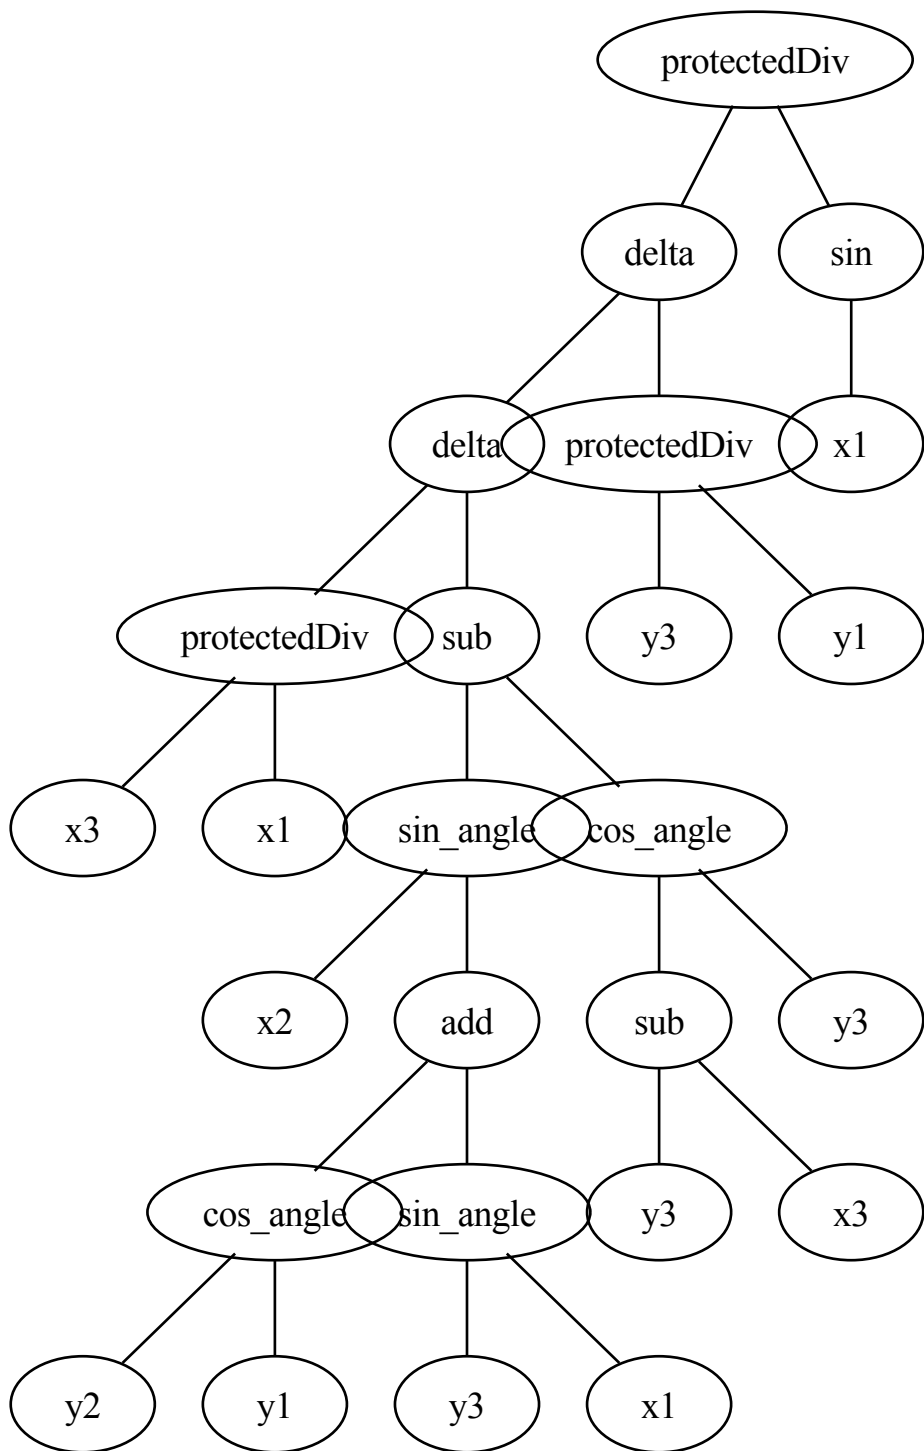 protectedDiv
delta sin
delta protectedDiv x1
protectedDiv sub y3 y1
x3 x1 sin_angle cos_angle
x2 add sub y3
cos_angle sin_angle y3 x3
y2 y1 y3 x1